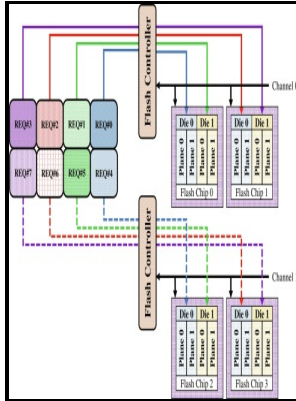 Flash Controller
Channel 0
REQ#3 REQ#2 REQ#1 REQ#0
REQ#7 REQ#6 REQ#5 REQ#4
Die 0 Die 1 Die 0 Die 1
Plane 0 Plane 1 Plane 0 Plane 1 Plane 0 Plane 1 Plane 0 Plane 1
Flash Chip 0 Flash Chip 1
Flash Controller
Channel
Die 0 Die 1 Die 0 Die 1
Plane 0 Plane 1 Plane 0 Plane 1 Plane 0 Plane 1 Plane 0 Plane 1
Flash Chip 2 Flash Chip 3